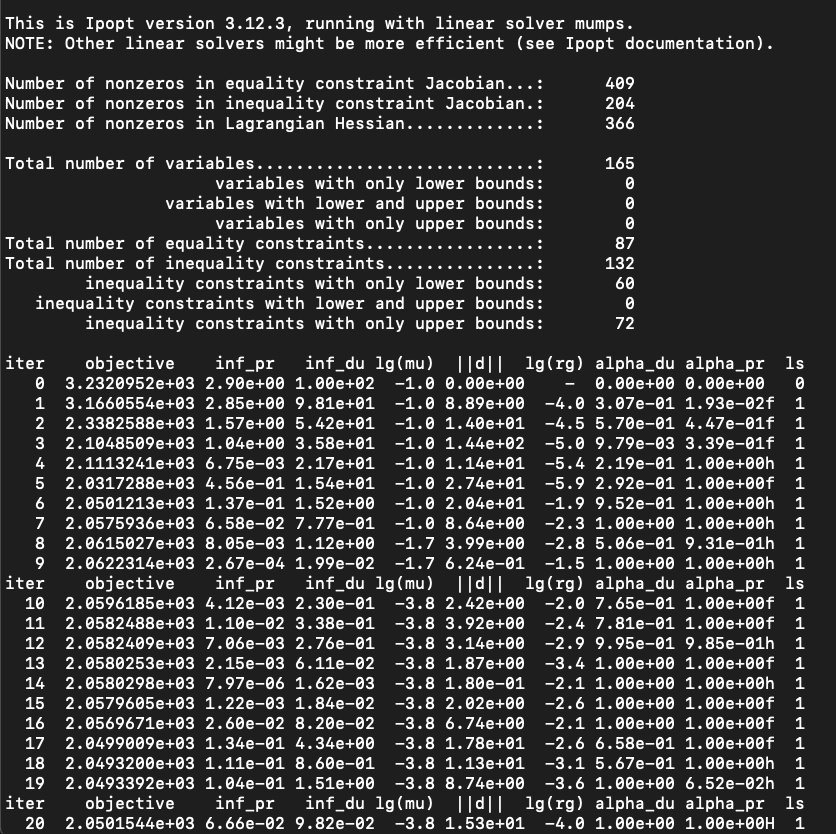 This is Ipopt version 3.12.3, running with linear solver mumps.
NOTE: Other linear solvers might be more efficient (see Ipopt documentation).

Number of nonzeros in equality constraint Jacobian...:      409
Number of nonzeros in inequality constraint Jacobian.:      204
Number of nonzeros in Lagrangian Hessian.............:      366

Total number of variables............................:      165
                     variables with only lower bounds:        0
                variables with lower and upper bounds:        0
                     variables with only upper bounds:        0
Total number of equality constraints.................:       87
Total number of inequality constraints...............:      132
        inequality constraints with only lower bounds:       60
   inequality constraints with lower and upper bounds:        0
        inequality constraints with only upper bounds:       72

iter    objective    inf_pr   inf_du lg(mu)  ||d||  lg(rg) alpha_du alpha_pr  ls
   0  3.2320952e+03 2.90e+00 1.00e+02  -1.0 0.00e+00    -  0.00e+00 0.00e+00   0
   1  3.1660554e+03 2.85e+00 9.81e+01  -1.0 8.89e+00  -4.0 3.07e-01 1.93e-02f  1
   2  2.3382588e+03 1.57e+00 5.42e+01  -1.0 1.40e+01  -4.5 5.70e-01 4.47e-01f  1
   3  2.1048509e+03 1.04e+00 3.58e+01  -1.0 1.44e+02  -5.0 9.79e-03 3.39e-01f  1
   4  2.1113241e+03 6.75e-03 2.17e+01  -1.0 1.14e+01  -5.4 2.19e-01 1.00e+00h  1
   5  2.0317288e+03 4.56e-01 1.54e+01  -1.0 2.74e+01  -5.9 2.92e-01 1.00e+00f  1
   6  2.0501213e+03 1.37e-01 1.52e+00  -1.0 2.04e+01  -1.9 9.52e-01 1.00e+00h  1
   7  2.0575936e+03 6.58e-02 7.77e-01  -1.0 8.64e+00  -2.3 1.00e+00 1.00e+00h  1
   8  2.0615027e+03 8.05e-03 1.12e+00  -1.7 3.99e+00  -2.8 5.06e-01 9.31e-01h  1
   9  2.0622314e+03 2.67e-04 1.99e-02  -1.7 6.24e-01  -1.5 1.00e+00 1.00e+00h  1
iter    objective    inf_pr   inf_du lg(mu)  ||d||  lg(rg) alpha_du alpha_pr  ls
  10  2.0596185e+03 4.12e-03 2.30e-01  -3.8 2.42e+00  -2.0 7.65e-01 1.00e+00f  1
  11  2.0582488e+03 1.10e-02 3.38e-01  -3.8 3.92e+00  -2.4 7.81e-01 1.00e+00f  1
  12  2.0582409e+03 7.06e-03 2.76e-01  -3.8 3.14e+00  -2.9 9.95e-01 9.85e-01h  1
  13  2.0580253e+03 2.15e-03 6.11e-02  -3.8 1.87e+00  -3.4 1.00e+00 1.00e+00f  1
  14  2.0580298e+03 7.97e-06 1.62e-03  -3.8 1.80e-01  -2.1 1.00e+00 1.00e+00h  1
  15  2.0579605e+03 1.22e-03 1.84e-02  -3.8 2.02e+00  -2.6 1.00e+00 1.00e+00f  1
  16  2.0569671e+03 2.60e-02 8.20e-02  -3.8 6.74e+00  -2.1 1.00e+00 1.00e+00f  1
  17  2.0499009e+03 1.34e-01 4.34e+00  -3.8 1.78e+01  -2.6 6.58e-01 1.00e+00f  1
  18  2.0493200e+03 1.11e-01 8.60e-01  -3.8 1.13e+01  -3.1 5.67e-01 1.00e+00h  1
  19  2.0493392e+03 1.04e-01 1.51e+00  -3.8 8.74e+00  -3.6 1.00e+00 6.52e-02h  1
iter    objective    inf_pr   inf_du lg(mu)  ||d||  lg(rg) alpha_du alpha_pr  ls
  20  2.0501544e+03 6.66e-02 9.82e-02  -3.8 1.53e+01  -4.0 1.00e+00 1.00e+00H  1